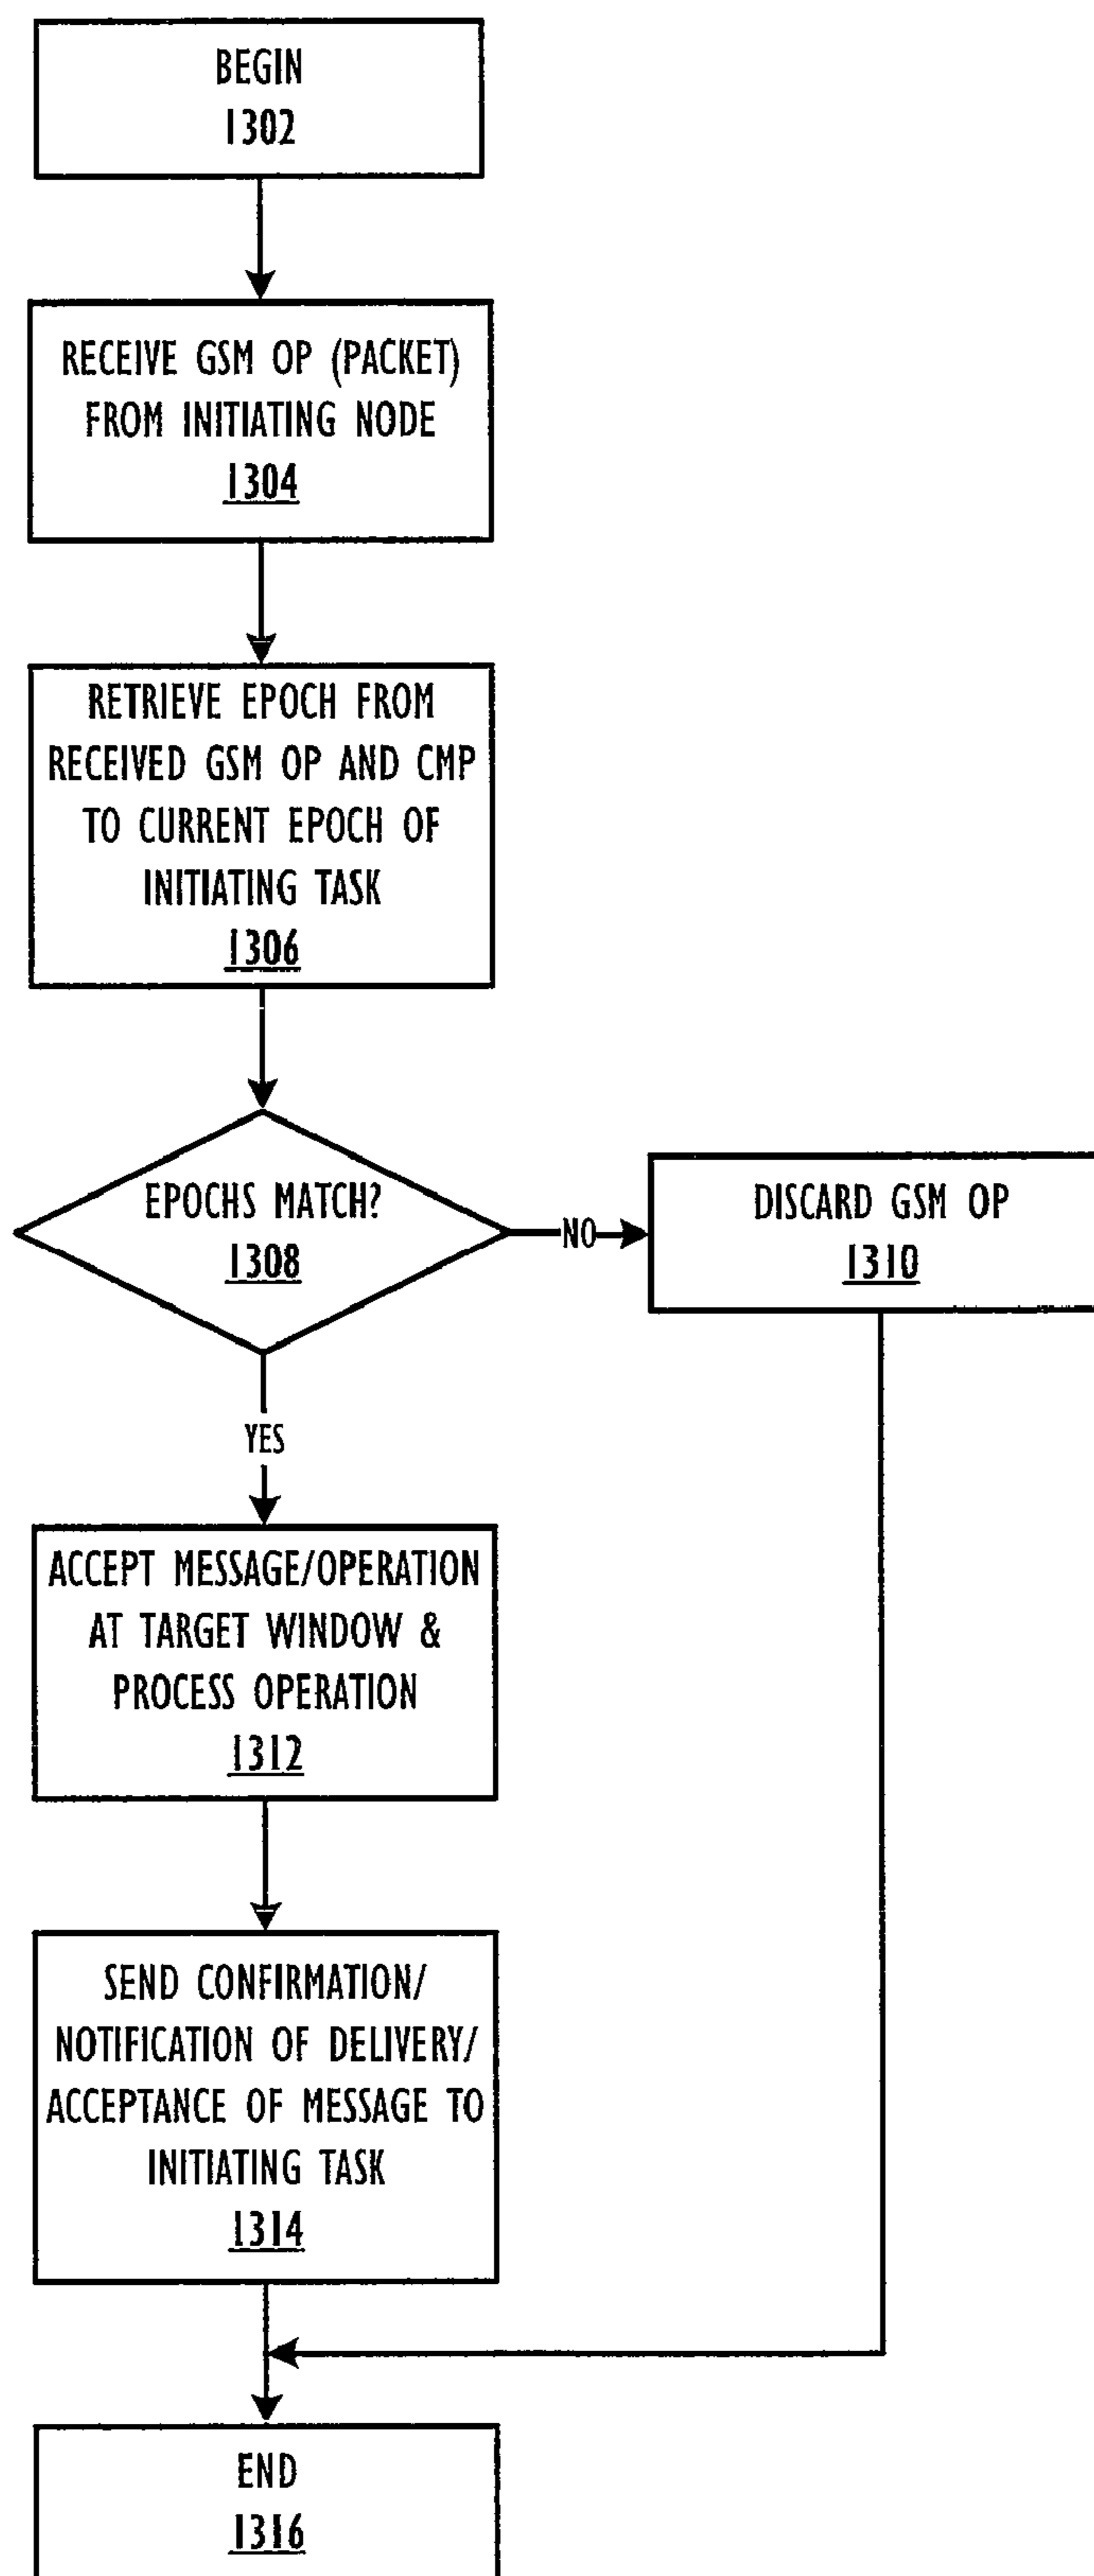 BEGIN
1302
RECEIVE GSM OP (PACKET)
FROM INITIATING NODE
1304
RETRIEVE EPOCH FROM
RECEIVED GSM OP AND CMP
TO CURRENT EPOCH OF
INITIATING TASK
1306
EPOCHS MATCH?
1308
NO
DISCARD GSM OP
1310
YES
ACCEPT MESSAGE/OPERATION
AT TARGET WINDOW &
PROCESS OPERATION
1312
SEND CONFIRMATION/
NOTIFICATION OF DELIVERY/
ACCEPTANCE OF MESSAGE TO
INITIATING TASK
1314
END
1316